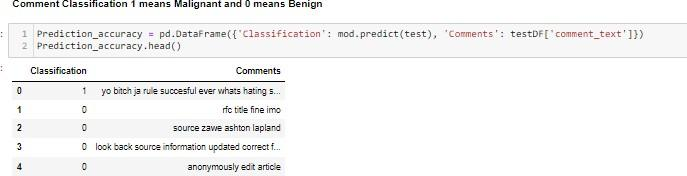 Comment Classification 1 means Malignant and 0 means Benign
1 Prediction_accuracy = pd.DataFrame({'Classification': mod.predict(test), 'Comments': testDF['comment_text']})
2 Prediction_accuracy.head()
Classification Comments
0 1 yo bitch ja rule succesful ever whats hating s...
1 0 rfc title fine imo
2 0 source zawe ashton lapland
3 0 look back source information updated correct f...
4 0 anonymously edit article